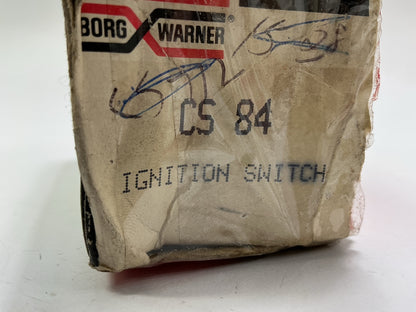 BORG WARNER®
CS 84
IGNITION SWITCH